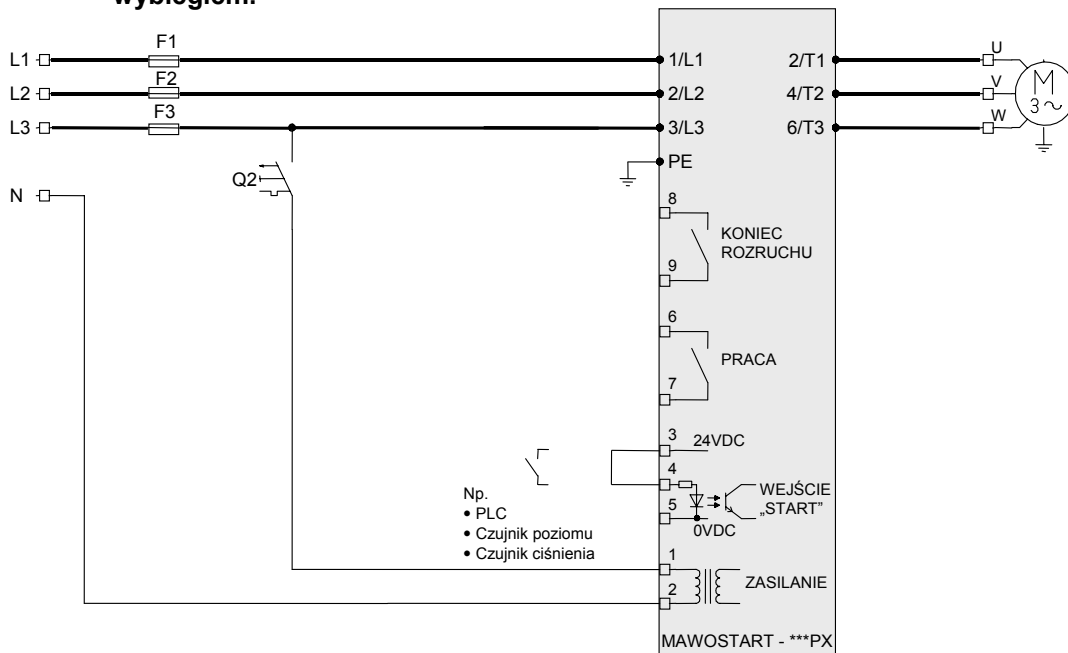 wybiegiem.
F1
L1
1/L1
2/T1
U
F2
L2
2/L2
4/T2
V
M
3~
F3
L3
3/L3
6/T3
W
PE
Q2
N
8
KONIEC
ROZRUCHU
9
6
PRACA
7
3
24VDC
4
WEJŚCIE
„START”
5
0VDC
Np.
• PLC
• Czujnik poziomu
• Czujnik ciśnienia
1
ZASILANIE
2
MAWOSTART - ***PX